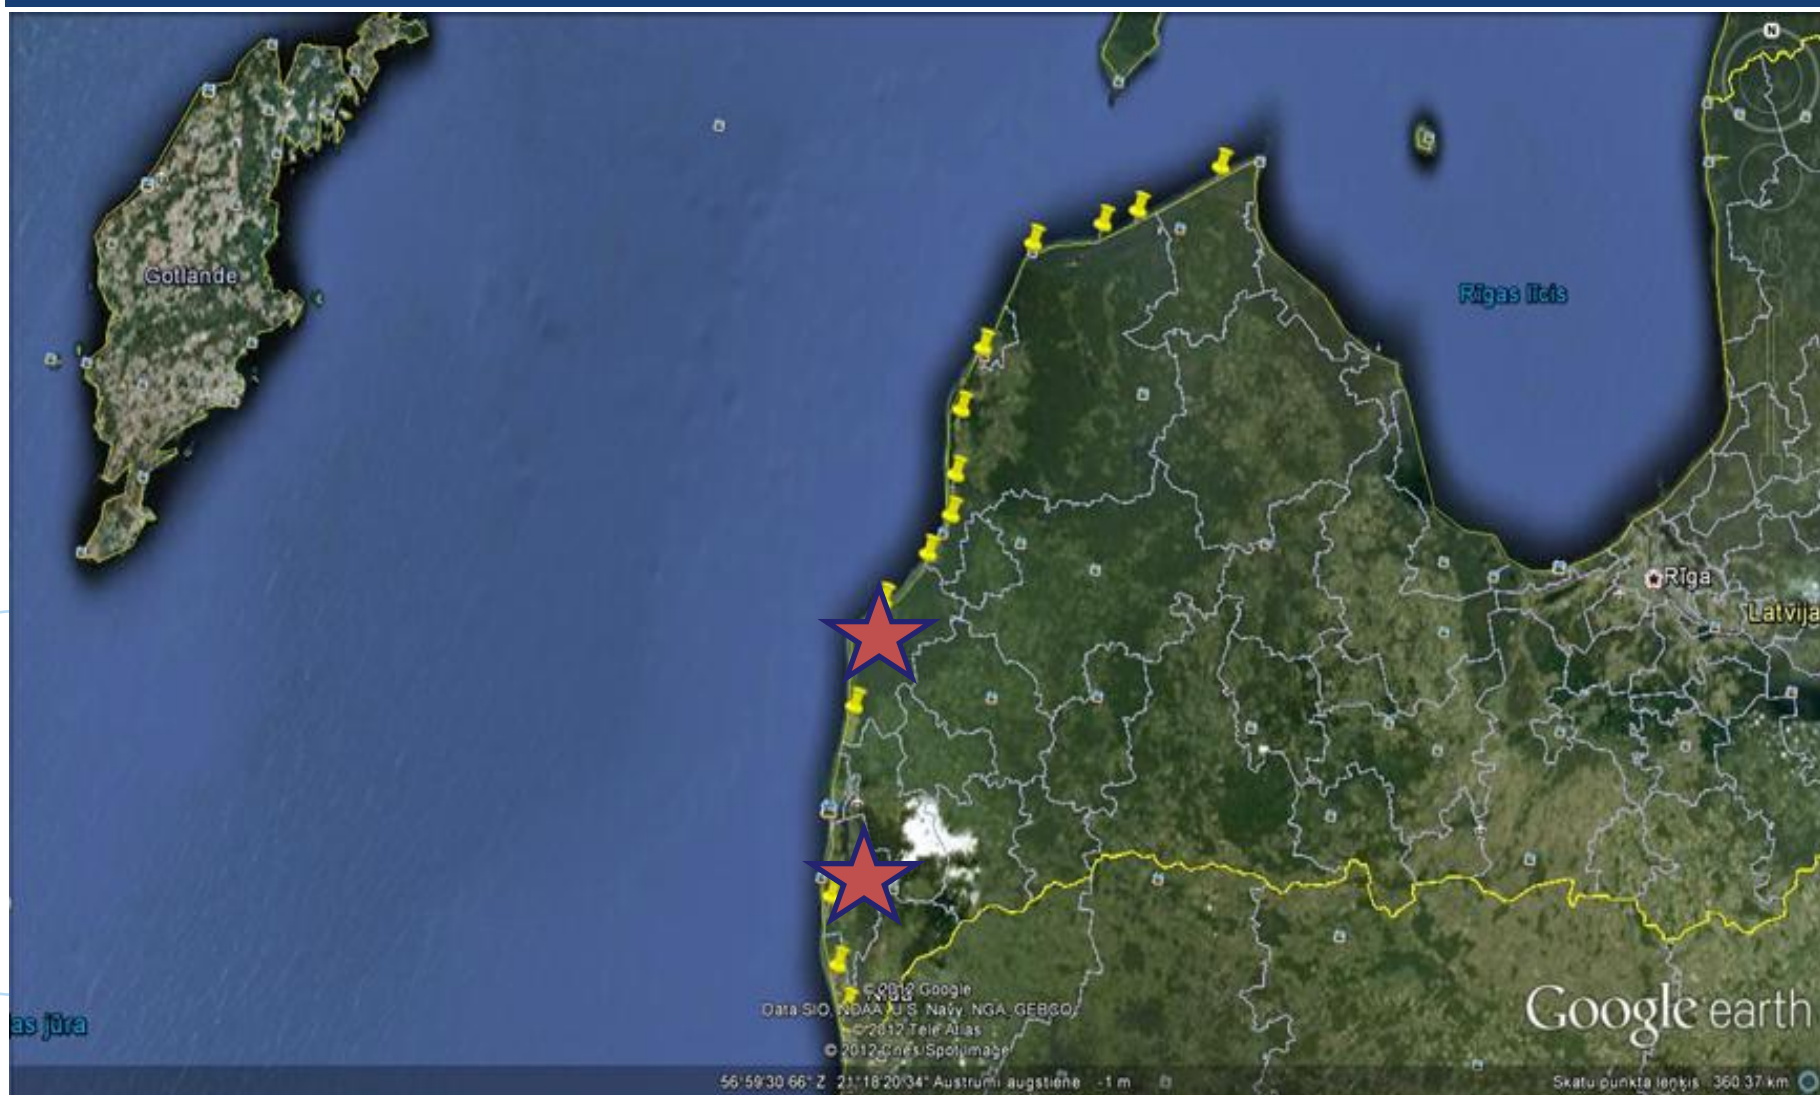 N
Gotlande
Rīgas līcis
Rīga
Latvija
Nida
© 2012 Google
Data SIO, NOAA, U.S. Navy, NGA, GEBCO
© 2012 Tele Atlas
© 2012 Cnes/Spot Image
as jūra
Google earth
56°59'30.66" Z 21°18'20.34" Austrumi augstiene -1 m
Skatu punkta leņķis 360.37 km